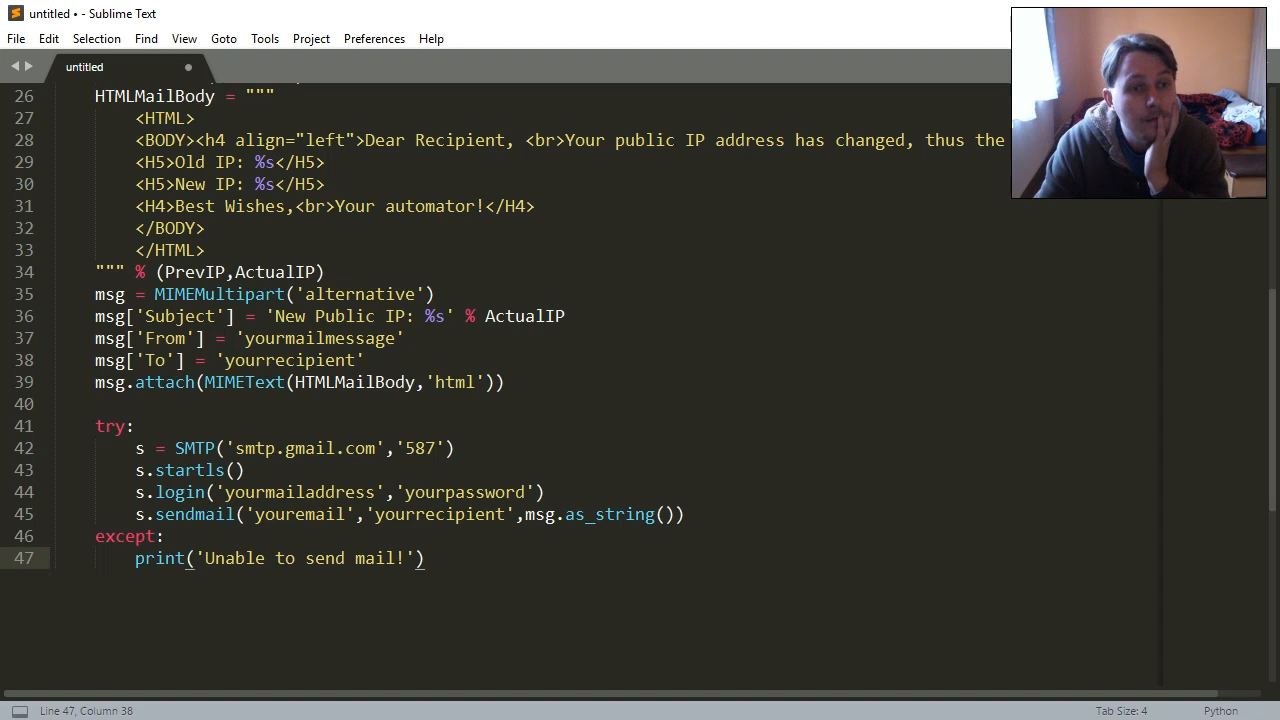 untitled • - Sublime Text
File Edit Selection Find View Goto Tools Project Preferences Help
untitled
26 HTMLMailBody = """
27 <HTML>
28 <BODY><h4 align="left">Dear Recipient, <br>Your public IP address has changed, thus the
29 <H5>Old IP: %s</H5>
30 <H5>New IP: %s</H5>
31 <H4>Best Wishes,<br>Your automator!</H4>
32 </BODY>
33 </HTML>
34 """ % (PrevIP,ActualIP)
35 msg = MIMEMultipart('alternative')
36 msg['Subject'] = 'New Public IP: %s' % ActualIP
37 msg['From'] = 'yourmailmessage'
38 msg['To'] = 'yourrecipient'
39 msg.attach(MIMEText(HTMLMailBody,'html'))
40
41 try:
42 s = SMTP('smtp.gmail.com','587')
43 s.startls()
44 s.login('yourmailaddress','yourpassword')
45 s.sendmail('youremail','yourrecipient',msg.as_string())
46 except:
47 print('Unable to send mail!')
Line 47, Column 38 Tab Size: 4 Python